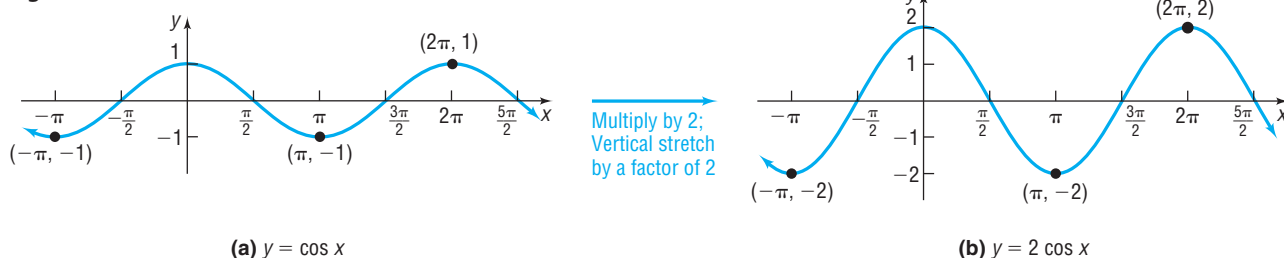 y
1
−1
−π
−π/2
π/2
π
3π/2
2π
5π/2
x
(2π, 1)
(−π, −1)
(π, −1)
(a) y = cos x
Multiply by 2;
Vertical stretch
by a factor of 2
2
1
−1
−2
−π
−π/2
π/2
π
3π/2
2π
5π/2
x
(2π, 2)
(−π, −2)
(π, −2)
(b) y = 2 cos x